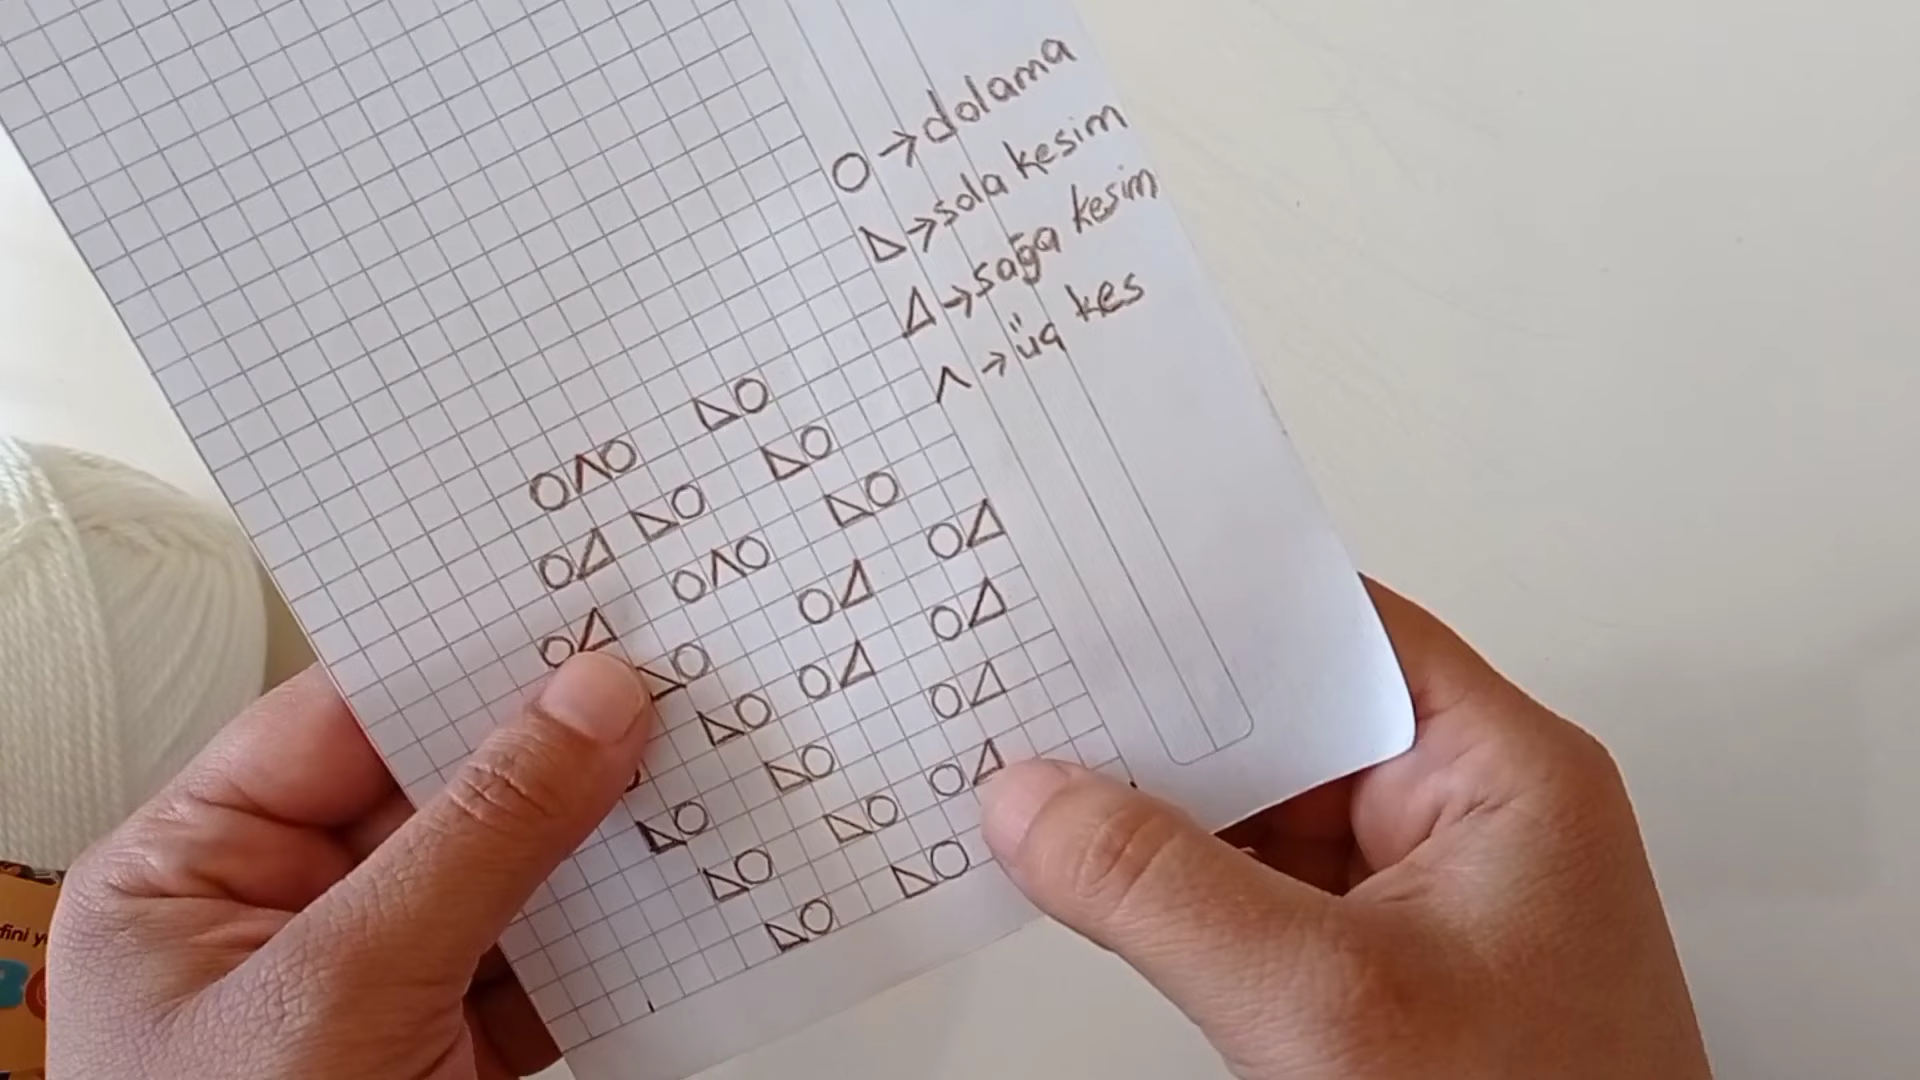 O → dolama
◺ → sola kesim
◿ → sağa kesim
Λ → üç kes